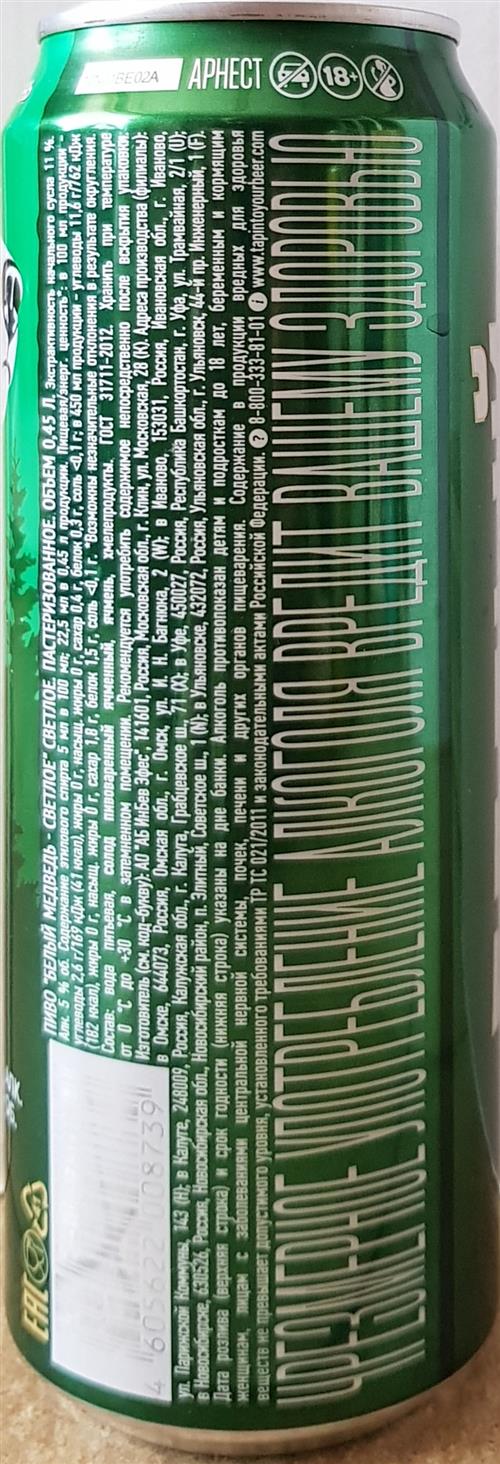 АРНЕСТ 18+
ПИВО "БЕЛЫЙ МЕДВЕДЬ - СВЕТЛОЕ" СВЕТЛОЕ. ПАСТЕРИЗОВАННОЕ. ОБЪЕМ 0,45 Л. Экстрактивность начального сусла 11 %.
Алк. 5 % об. Содержание этилового спирта 5 мл в 100 мл; 22,5 мл в 0,45 л продукции. Пищевая/энерг. ценность*: в 100 мл продукции -
углеводы 2,6 г/169 кДж (41 ккал), жиры 0 г, насыщ. жиры 0 г, сахар 0,4 г, белок 0,3 г, соль <0,1 г; в 450 мл продукции - углеводы 11,6 г/762 кДж
(182 ккал), жиры 0 г, насыщ. жиры 0 г, сахар 1,8 г, белок 1,5 г, соль <0,1 г. *Возможны незначительные отклонения в результате округления.
Состав: вода питьевая, солод пивоваренный ячменный, ячмень, хмелепродукты. ГОСТ 31711-2012. Хранить при температуре
от 0 °С до +30 °С в затемненном помещении. Рекомендуется употребить содержимое непосредственно после вскрытия упаковки.
Изготовитель (см. код-букву): АО "АБ ИнБев Эфес", 141601, Россия, Московская обл., г. Клин, ул. Московская, 28 (К). Адреса производства (филиалы):
в Омске, 644073, Россия, Омская обл., г. Омск, ул. И. Н. Багнюка, 2 (W); в Иваново, 153031, Россия, Ивановская обл., г. Иваново,
ул. Парижской Коммуны, 143 (Н); в Калуге, 248009, Россия, Калужская обл., г. Калуга, Грабцевское ш., 71 (X); в Уфе, 450027, Россия, Республика Башкортостан, г. Уфа, ул. Трамвайная, 2/1 (U);
в Новосибирске, 630524, Россия, Новосибирская обл., Новосибирский район, п. Элитный, Советское ш., 1 (N); в Ульяновске, 432072, Россия, Ульяновская обл., г. Ульяновск, 44-й пр. Инженерный, 1 (F).
Дата розлива (верхняя строка) и срок годности (нижняя строка) указаны на дне банки. Алкоголь противопоказан детям и подросткам до 18 лет, беременным и кормящим
женщинам, лицам с заболеваниями центральной нервной системы, почек, печени и других органов пищеварения. Содержание в продукции вредных для здоровья
веществ не превышает допустимого уровня, установленного требованиями ТР ТС 021/2011 и законодательными актами Российской Федерации. 8-800-333-91-01 www.tapintoyourbeer.com
ЧРЕЗМЕРНОЕ УПОТРЕБЛЕНИЕ АЛКОГОЛЯ ВРЕДИТ ВАШЕМУ ЗДОРОВЬЮ
4 605622 008739
EAC